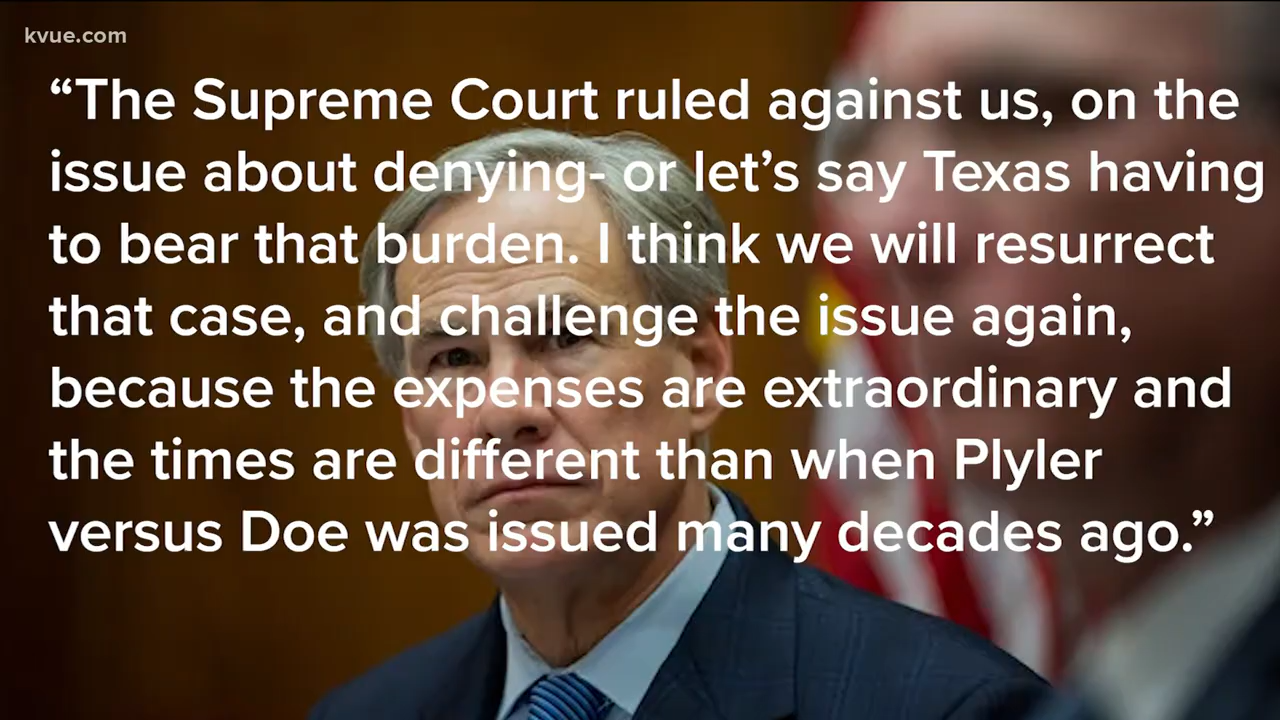 kvue.com
“The Supreme Court ruled against us, on the
issue about denying- or let’s say Texas having
to bear that burden. I think we will resurrect
that case, and challenge the issue again,
because the expenses are extraordinary and
the times are different than when Plyler
versus Doe was issued many decades ago.”